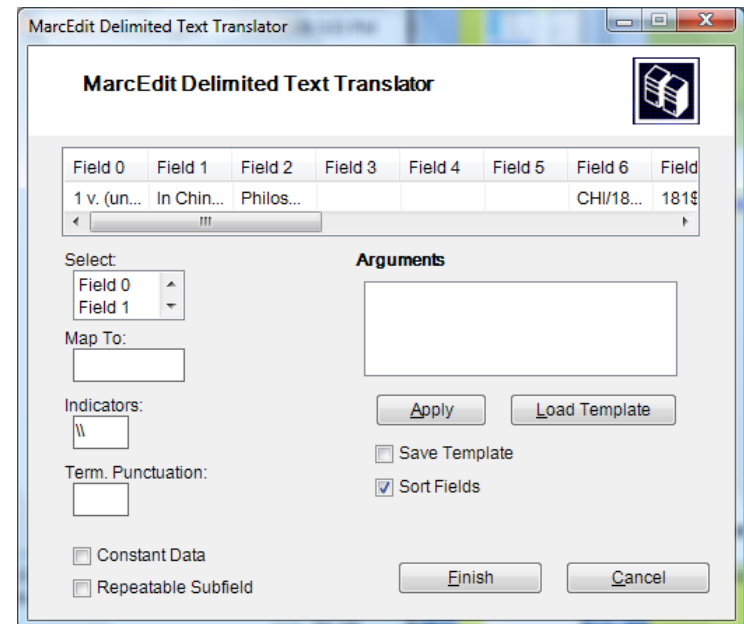 MarcEdit Delimited Text Translator
MarcEdit Delimited Text Translator
Field 0 Field 1 Field 2 Field 3 Field 4 Field 5 Field 6 Field
1 v. (un... In Chin... Philos... CHI/18... 181$
Select: Arguments
Field 0
Field 1
Map To:
Indicators:
\\
Apply Load Template
Save Template
Term. Punctuation:
Sort Fields
Constant Data
Repeatable Subfield
Finish Cancel